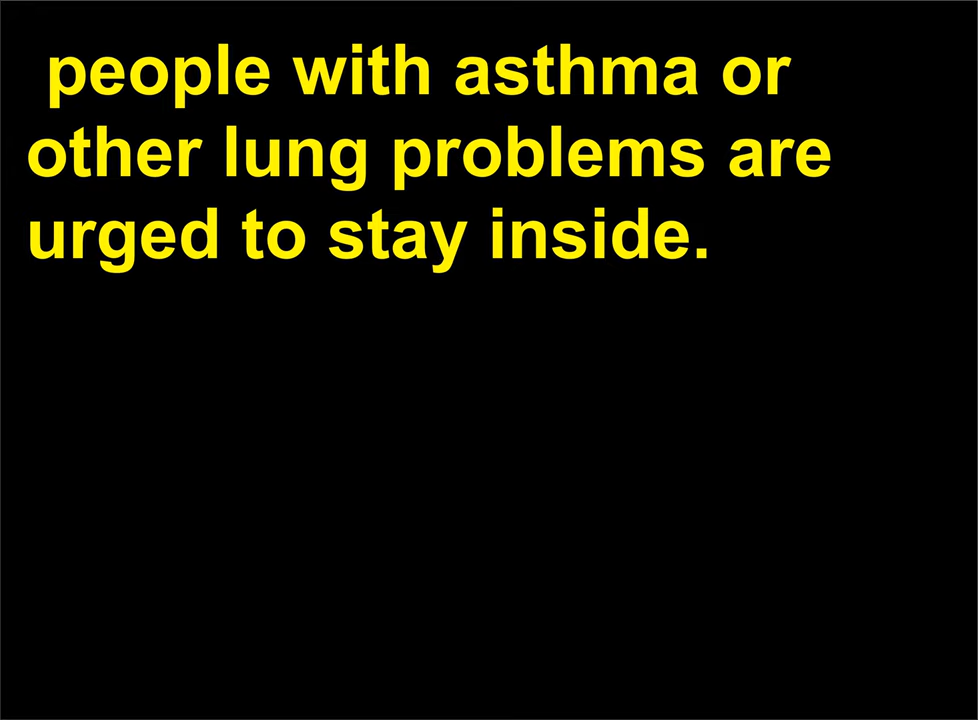 people with asthma or
other lung problems are
urged to stay inside.